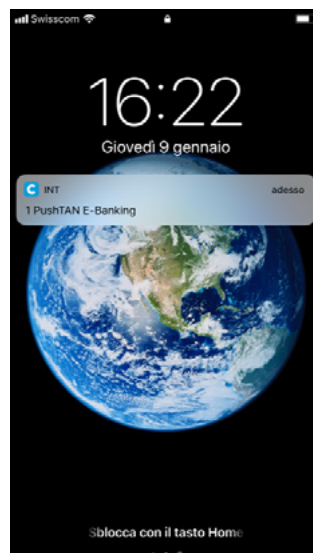 Swisscom
16:22
Giovedì 9 gennaio
INT adesso
1 PushTAN E-Banking
Sblocca con il tasto Home